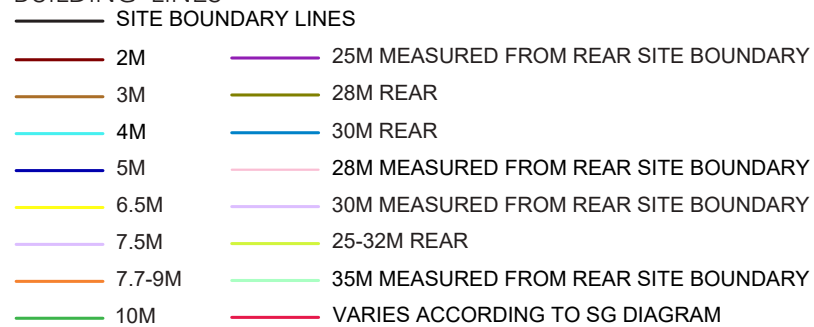 BUILDING LINES
SITE BOUNDARY LINES
2M
25M MEASURED FROM REAR SITE BOUNDARY
3M
28M REAR
4M
30M REAR
5M
28M MEASURED FROM REAR SITE BOUNDARY
6.5M
30M MEASURED FROM REAR SITE BOUNDARY
7.5M
25-32M REAR
7.7-9M
35M MEASURED FROM REAR SITE BOUNDARY
10M
VARIES ACCORDING TO SG DIAGRAM